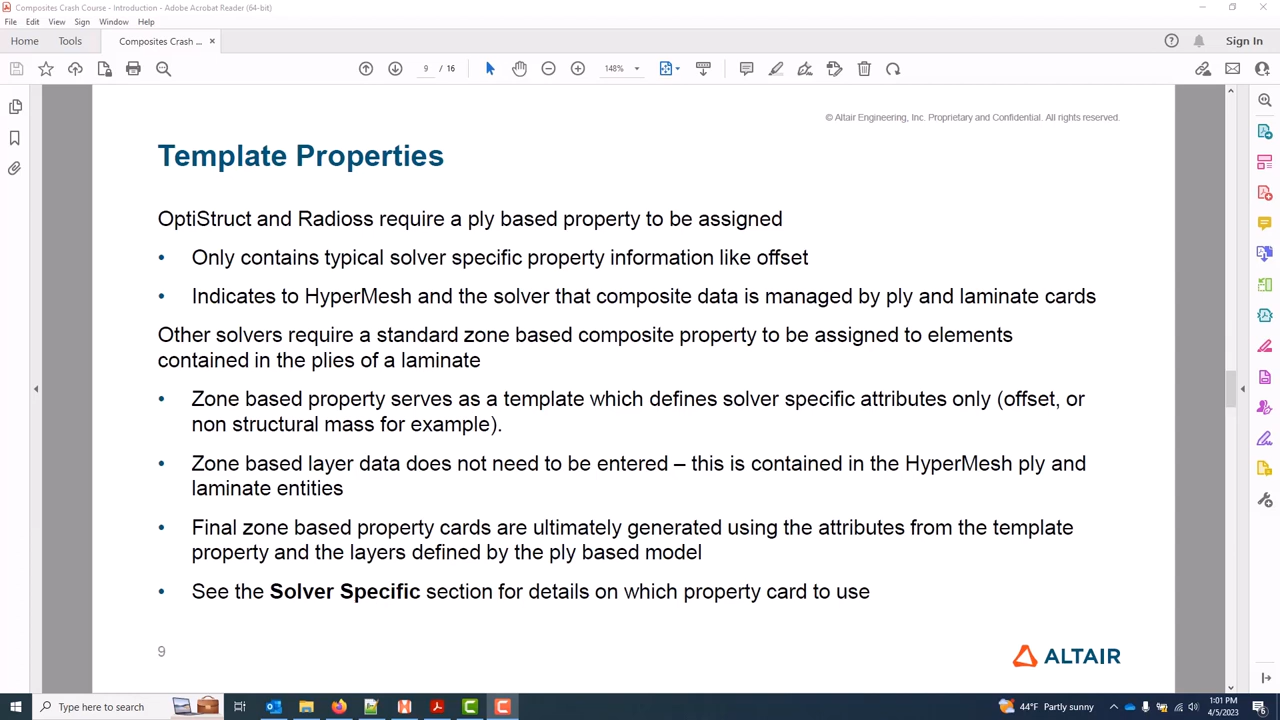 Composites Crash Course - Introduction - Adobe Acrobat Reader (64-bit)
File Edit View Sign Window Help
Home Tools Composites Crash ... × Sign In
9 / 16 148%
© Altair Engineering, Inc. Proprietary and Confidential. All rights reserved.
Template Properties
OptiStruct and Radioss require a ply based property to be assigned
• Only contains typical solver specific property information like offset
• Indicates to HyperMesh and the solver that composite data is managed by ply and laminate cards
Other solvers require a standard zone based composite property to be assigned to elements
contained in the plies of a laminate
• Zone based property serves as a template which defines solver specific attributes only (offset, or
non structural mass for example).
• Zone based layer data does not need to be entered – this is contained in the HyperMesh ply and
laminate entities
• Final zone based property cards are ultimately generated using the attributes from the template
property and the layers defined by the ply based model
• See the Solver Specific section for details on which property card to use
9
ALTAIR
Type here to search
44°F Partly sunny
1:01 PM
4/5/2023
6